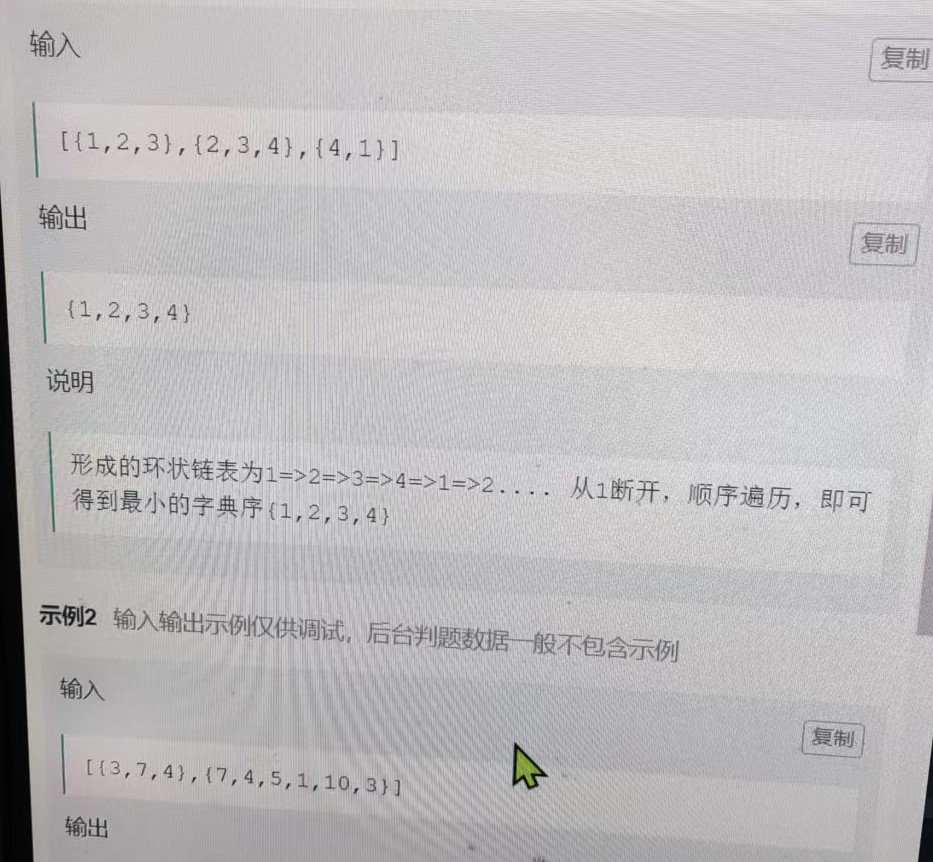 输入
复制
[{1,2,3},{2,3,4},{4,1}]
输出
复制
{1,2,3,4}
说明
形成的环状链表为1=>2=>3=>4=>1=>2.... 从1断开，顺序遍历，即可
得到最小的字典序{1,2,3,4}
示例2 输入输出示例仅供调试，后台判题数据一般不包含示例
输入
复制
[{3,7,4},{7,4,5,1,10,3}]
输出